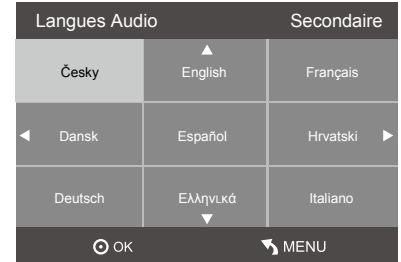 Langues Audio Secondaire
Česky English Français
Dansk Español Hrvatski
Deutsch Ελληνικά Italiano
OK MENU